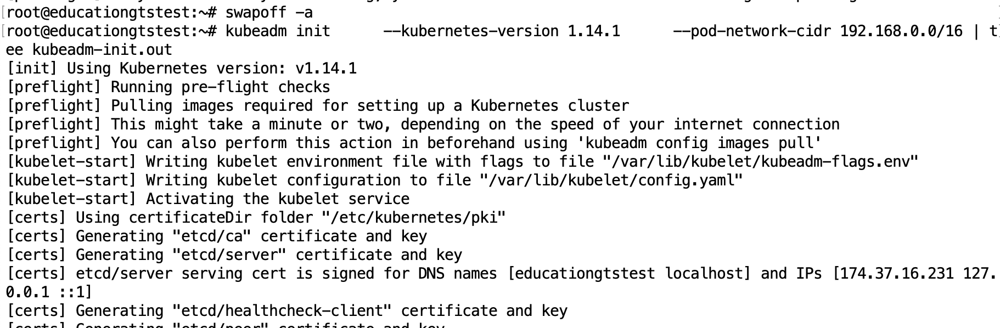 [root@educationgtstest:~# swapoff -a
[root@educationgtstest:~# kubeadm init      --kubernetes-version 1.14.1      --pod-network-cidr 192.168.0.0/16 | t
ee kubeadm-init.out
[init] Using Kubernetes version: v1.14.1
[preflight] Running pre-flight checks
[preflight] Pulling images required for setting up a Kubernetes cluster
[preflight] This might take a minute or two, depending on the speed of your internet connection
[preflight] You can also perform this action in beforehand using 'kubeadm config images pull'
[kubelet-start] Writing kubelet environment file with flags to file "/var/lib/kubelet/kubeadm-flags.env"
[kubelet-start] Writing kubelet configuration to file "/var/lib/kubelet/config.yaml"
[kubelet-start] Activating the kubelet service
[certs] Using certificateDir folder "/etc/kubernetes/pki"
[certs] Generating "etcd/ca" certificate and key
[certs] Generating "etcd/server" certificate and key
[certs] etcd/server serving cert is signed for DNS names [educationgtstest localhost] and IPs [174.37.16.231 127.
0.0.1 ::1]
[certs] Generating "etcd/healthcheck-client" certificate and key
[certs] Generating "etcd/peer" certificate and key